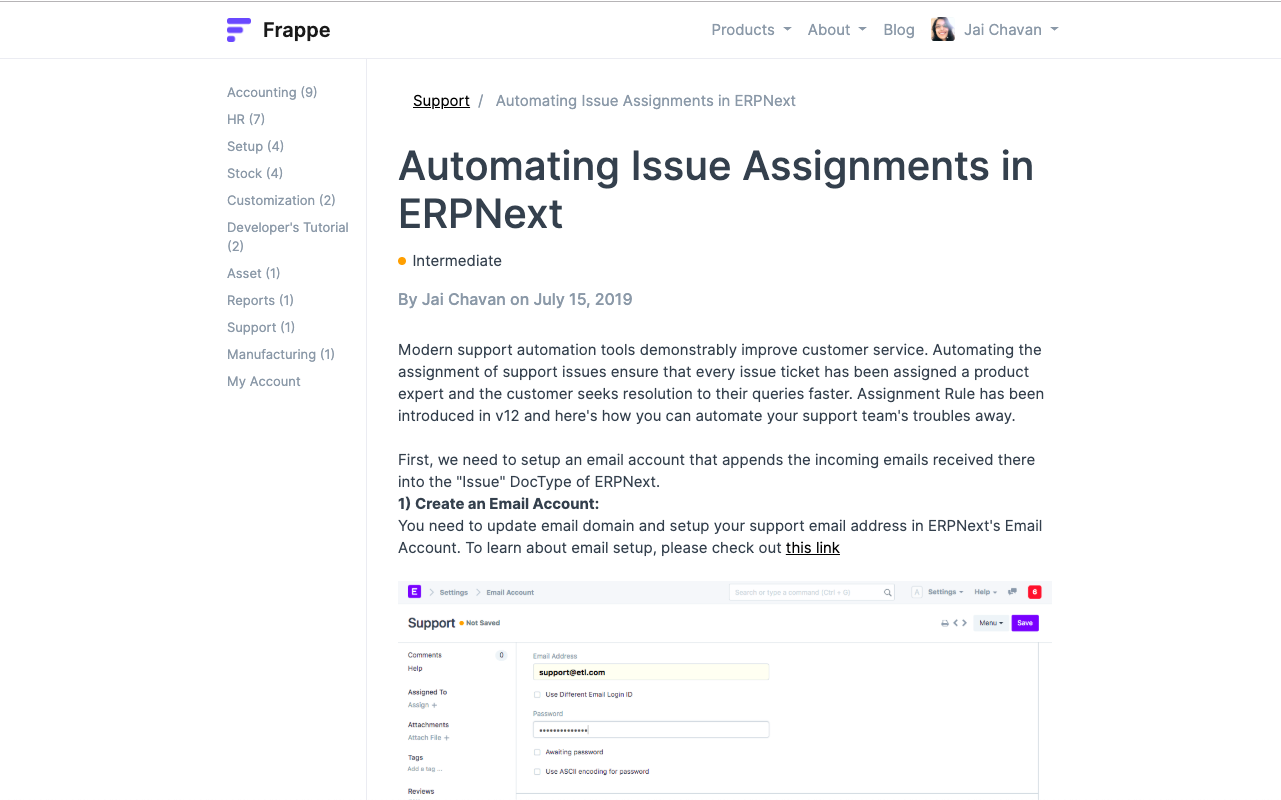 Frappe
Products
About
Blog
Jai Chavan
Accounting (9)
HR (7)
Setup (4)
Stock (4)
Customization (2)
Developer's Tutorial
(2)
Asset (1)
Reports (1)
Support (1)
Manufacturing (1)
My Account
Support / Automating Issue Assignments in ERPNext
Automating Issue Assignments in
ERPNext
Intermediate
By Jai Chavan on July 15, 2019
Modern support automation tools demonstrably improve customer service. Automating the
assignment of support issues ensure that every issue ticket has been assigned a product
expert and the customer seeks resolution to their queries faster. Assignment Rule has been
introduced in v12 and here's how you can automate your support team's troubles away.
First, we need to setup an email account that appends the incoming emails received there
into the "Issue" DocType of ERPNext.
1) Create an Email Account:
You need to update email domain and setup your support email address in ERPNext's Email
Account. To learn about email setup, please check out this link
E
Settings
Email Account
Search or type a command (Ctrl + G)
A
Settings
Help
6
Support
Not Saved
Menu
Save
Comments
0
Help
Assigned To
Assign +
Attachments
Attach File +
Tags
Add a tag ...
Reviews
Email Address
support@eti.com
Use Different Email Login ID
Password
Awaiting password
Use ASCII encoding for password